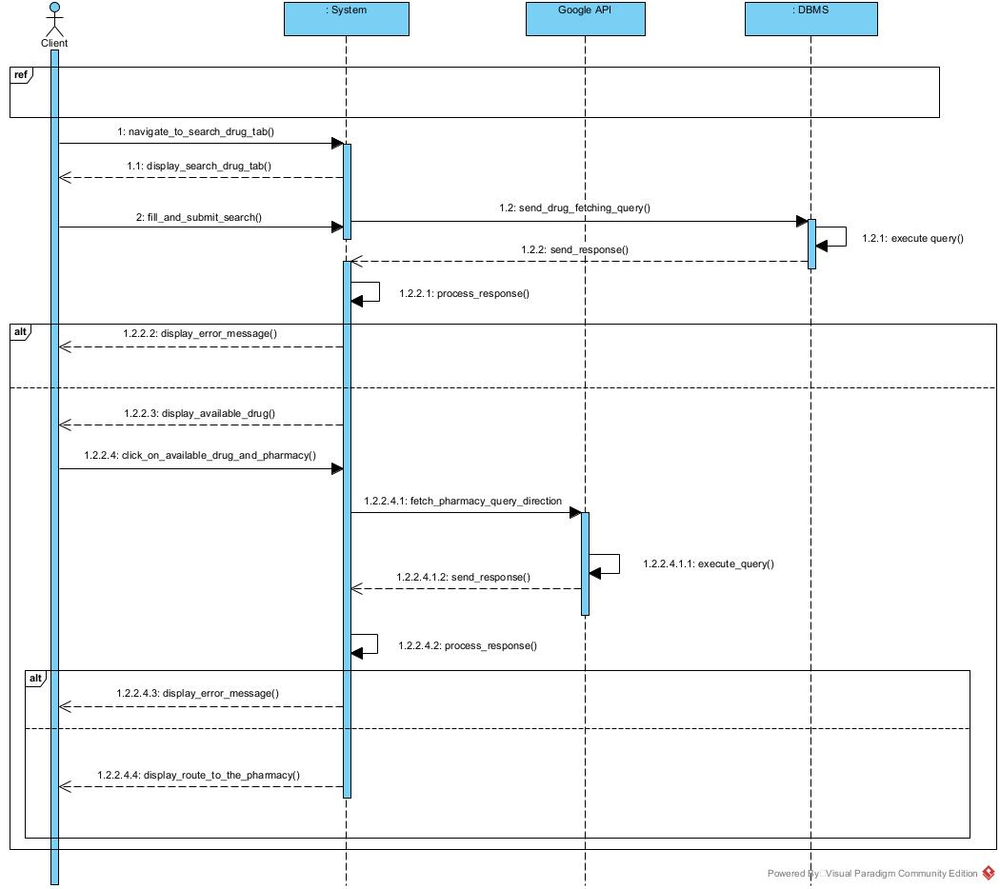 : System
Google API
: DBMS
Client
ref
1: navigate_to_search_drug_tab()
1.1: display_search_drug_tab()
1.2: send_drug_fetching_query()
2: fill_and_submit_search()
1.2.1: execute query()
1.2.2: send_response()
1.2.2.1: process_response()
alt
1.2.2.2: display_error_message()
1.2.2.3: display_available_drug()
1.2.2.4: click_on_available_drug_and_pharmacy()
1.2.2.4.1: fetch_pharmacy_query_direction
1.2.2.4.1.1: execute_query()
1.2.2.4.1.2: send_response()
1.2.2.4.2: process_response()
alt
1.2.2.4.3: display_error_message()
1.2.2.4.4: display_route_to_the_pharmacy()
Powered By Visual Paradigm Community Edition